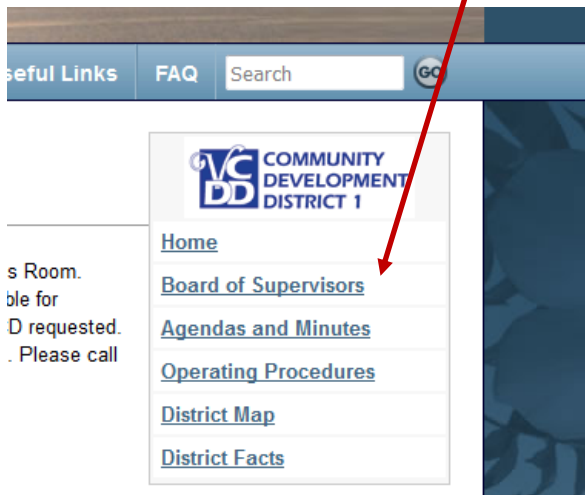 seful Links FAQ Search GO
VCDD COMMUNITY
DEVELOPMENT
DISTRICT 1
Home
s Room.
Board of Supervisors
ble for
D requested.
Agendas and Minutes
. Please call
Operating Procedures
District Map
District Facts